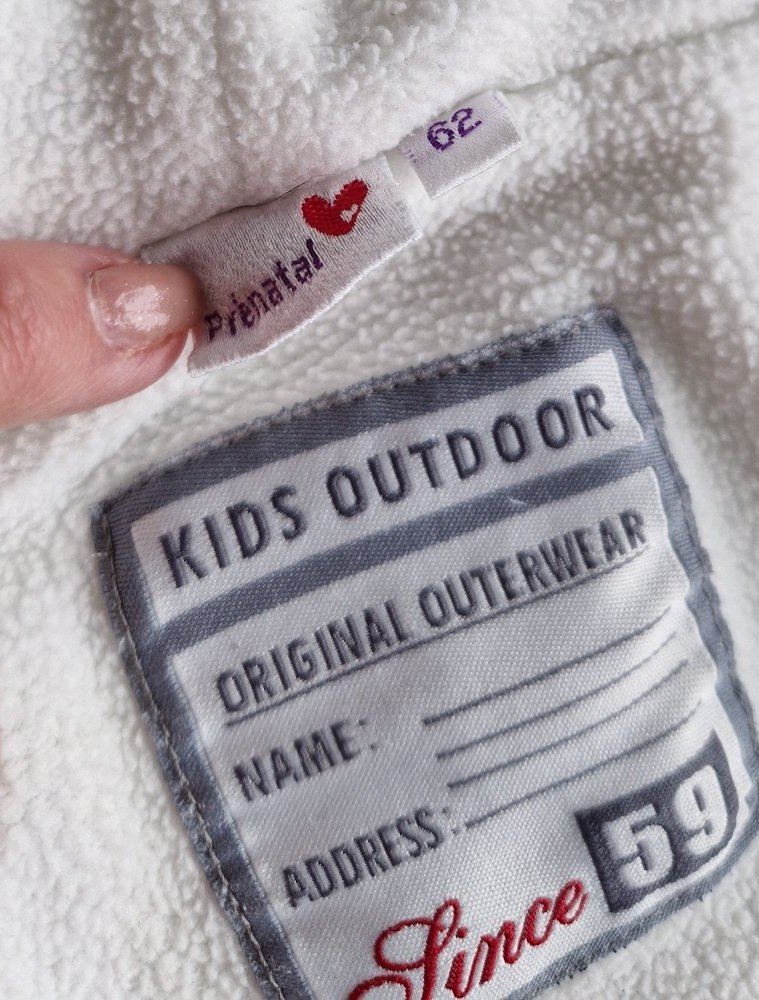 62
Prénatal
KIDS OUTDOOR
ORIGINAL OUTERWEAR
NAME:
ADDRESS:
Since 59